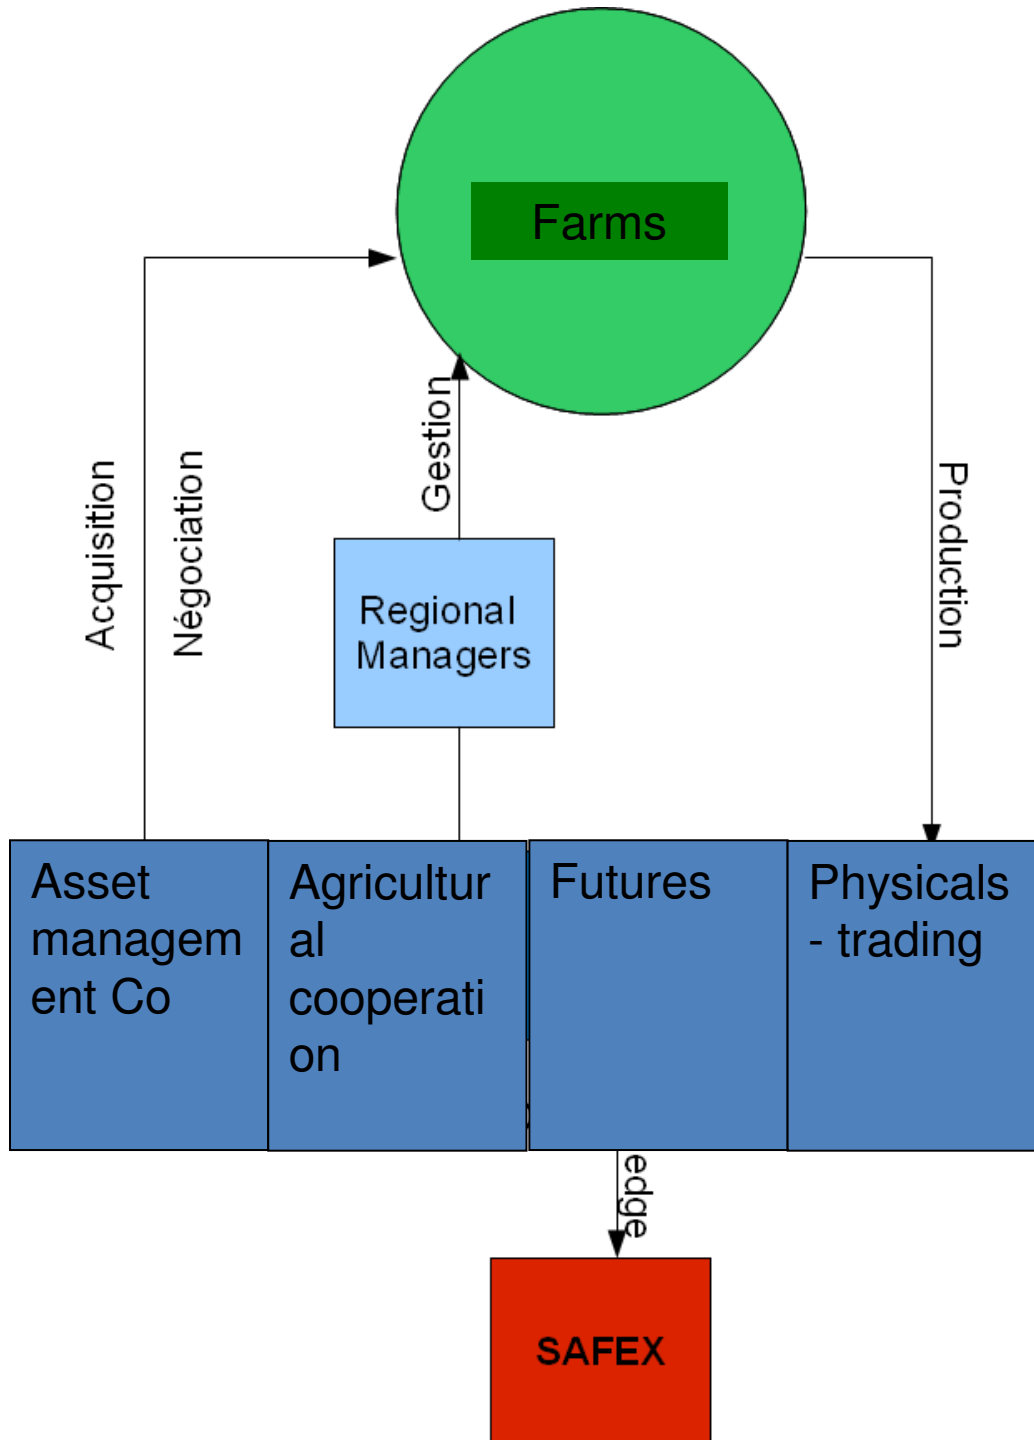 Farms
Acquisition
Négociation
Gestion
Production
Regional
Managers
Asset
managem
ent Co
Agricultur
al
cooperati
on
Futures
Physicals
- trading
edge
SAFEX